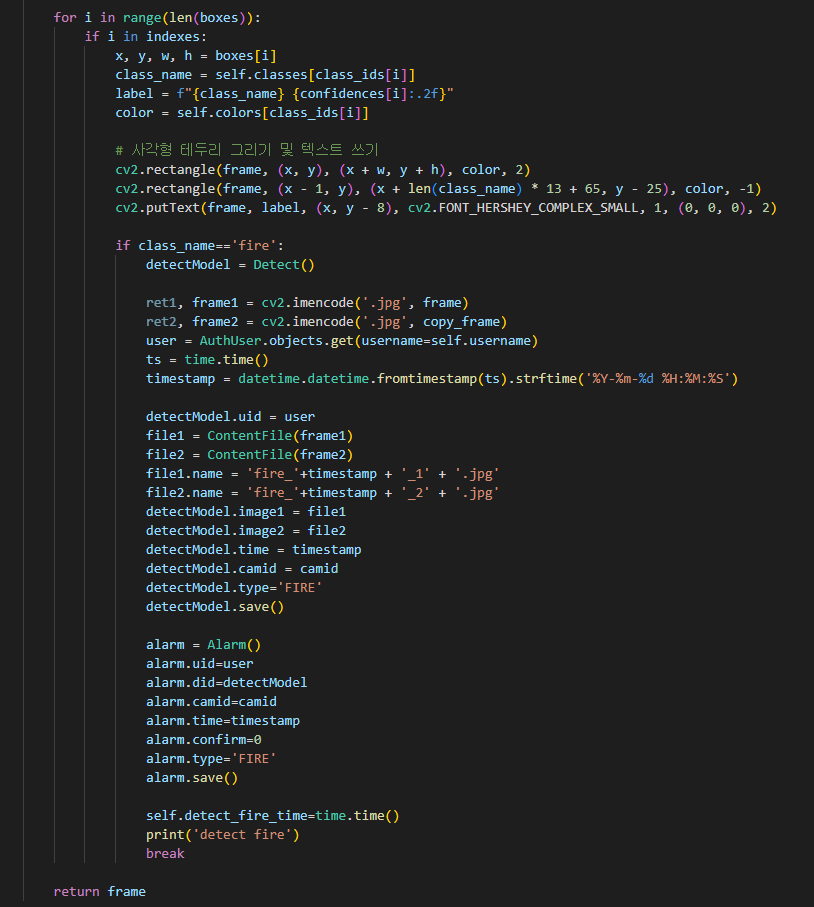 for i in range(len(boxes)):
    if i in indexes:
        x, y, w, h = boxes[i]
        class_name = self.classes[class_ids[i]]
        label = f"{class_name} {confidences[i]:.2f}"
        color = self.colors[class_ids[i]]

        # 사각형 테두리 그리기 및 텍스트 쓰기
        cv2.rectangle(frame, (x, y), (x + w, y + h), color, 2)
        cv2.rectangle(frame, (x - 1, y), (x + len(class_name) * 13 + 65, y - 25), color, -1)
        cv2.putText(frame, label, (x, y - 8), cv2.FONT_HERSHEY_COMPLEX_SMALL, 1, (0, 0, 0), 2)

        if class_name=='fire':
            detectModel = Detect()

            ret1, frame1 = cv2.imencode('.jpg', frame)
            ret2, frame2 = cv2.imencode('.jpg', copy_frame)
            user = AuthUser.objects.get(username=self.username)
            ts = time.time()
            timestamp = datetime.datetime.fromtimestamp(ts).strftime('%Y-%m-%d %H:%M:%S')

            detectModel.uid = user
            file1 = ContentFile(frame1)
            file2 = ContentFile(frame2)
            file1.name = 'fire_'+timestamp + '_1' + '.jpg'
            file2.name = 'fire_'+timestamp + '_2' + '.jpg'
            detectModel.image1 = file1
            detectModel.image2 = file2
            detectModel.time = timestamp
            detectModel.camid = camid
            detectModel.type='FIRE'
            detectModel.save()

            alarm = Alarm()
            alarm.uid=user
            alarm.did=detectModel
            alarm.camid=camid
            alarm.time=timestamp
            alarm.confirm=0
            alarm.type='FIRE'
            alarm.save()

            self.detect_fire_time=time.time()
            print('detect fire')
            break

return frame